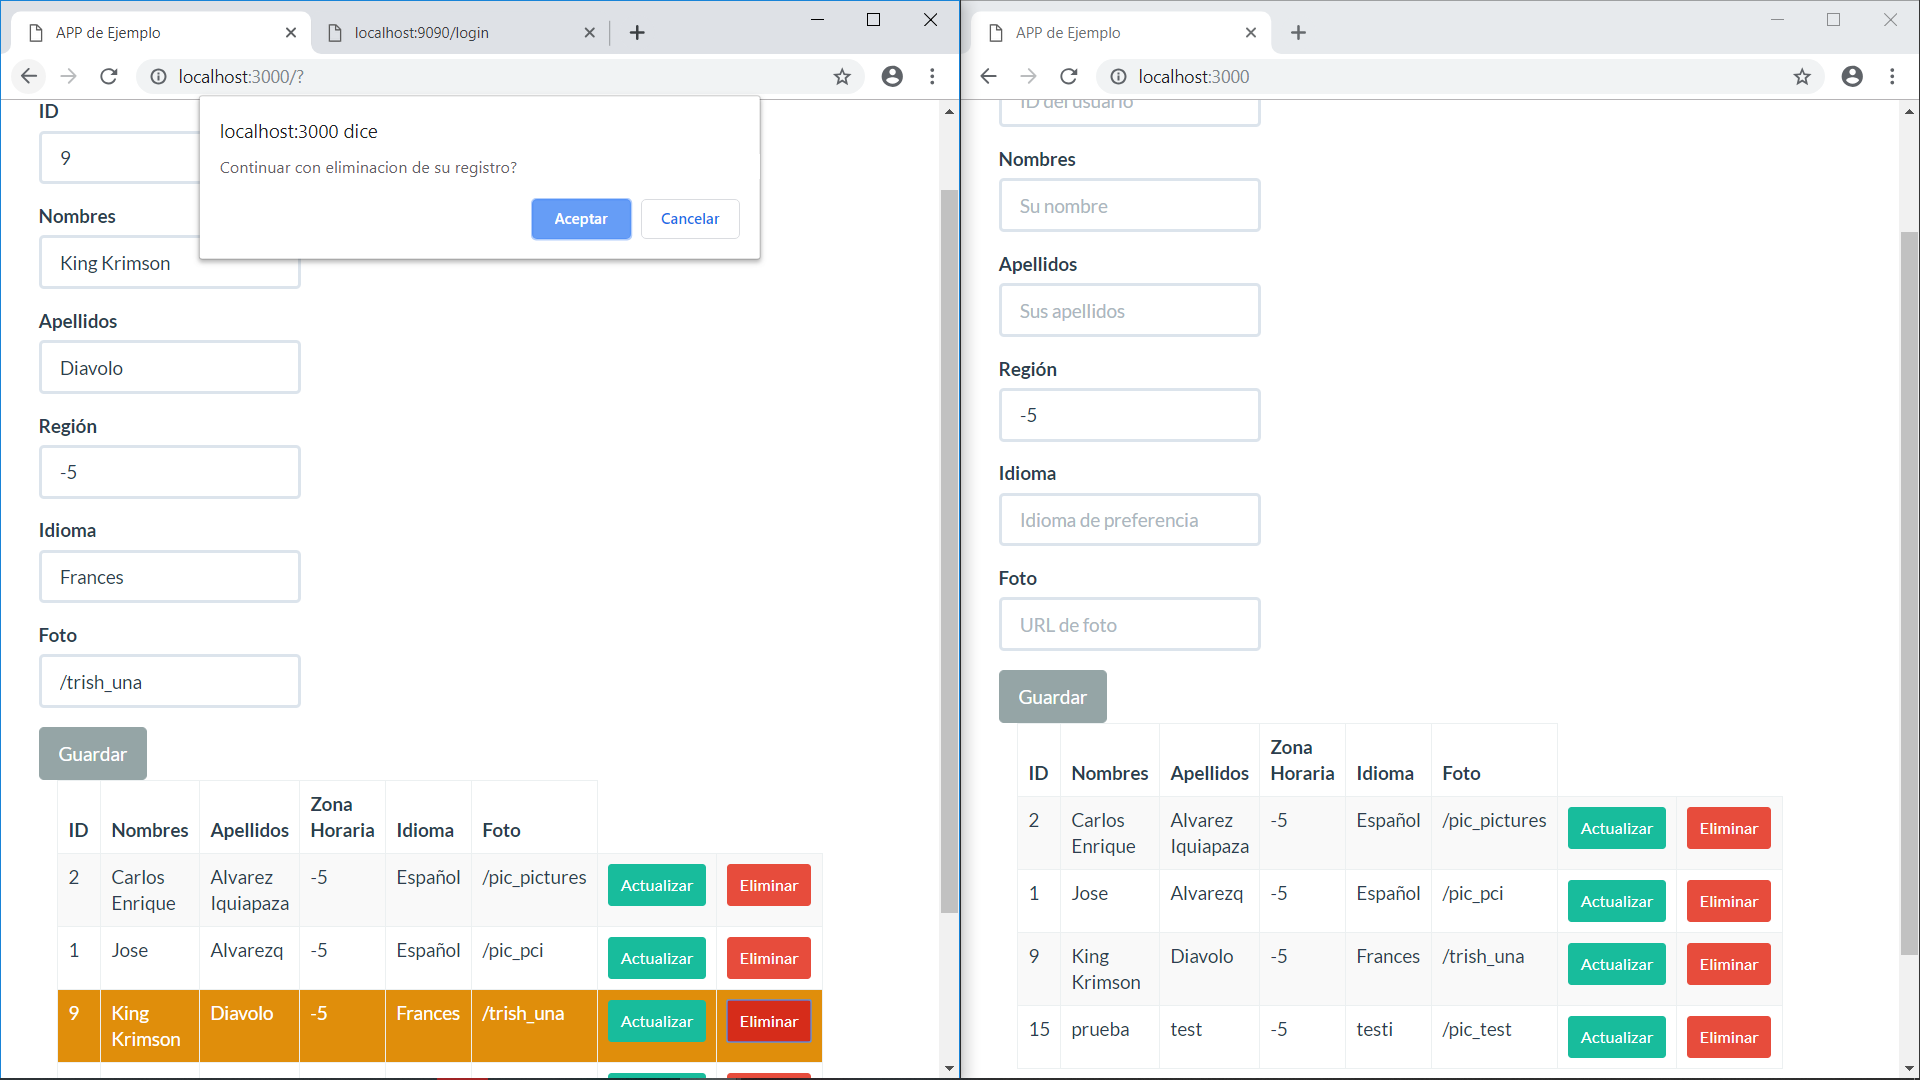 APP de Ejemplo
localhost:9090/login
localhost:3000/?
localhost:3000 dice
Continuar con eliminacion de su registro?
Aceptar
Cancelar
ID
9
Nombres
King Krimson
Apellidos
Diavolo
Región
-5
Idioma
Frances
Foto
/trish_una
Guardar
ID Nombres Apellidos Zona Horaria Idioma Foto
2 Carlos Enrique Alvarez Iquiapaza -5 Español /pic_pictures Actualizar Eliminar
1 Jose Alvarezq -5 Español /pic_pci Actualizar Eliminar
9 King Krimson Diavolo -5 Frances /trish_una Actualizar Eliminar
APP de Ejemplo
localhost:3000
ID del usuario
Nombres
Su nombre
Apellidos
Sus apellidos
Región
-5
Idioma
Idioma de preferencia
Foto
URL de foto
Guardar
ID Nombres Apellidos Zona Horaria Idioma Foto
2 Carlos Enrique Alvarez Iquiapaza -5 Español /pic_pictures Actualizar Eliminar
1 Jose Alvarezq -5 Español /pic_pci Actualizar Eliminar
9 King Krimson Diavolo -5 Frances /trish_una Actualizar Eliminar
15 prueba test -5 testi /pic_test Actualizar Eliminar